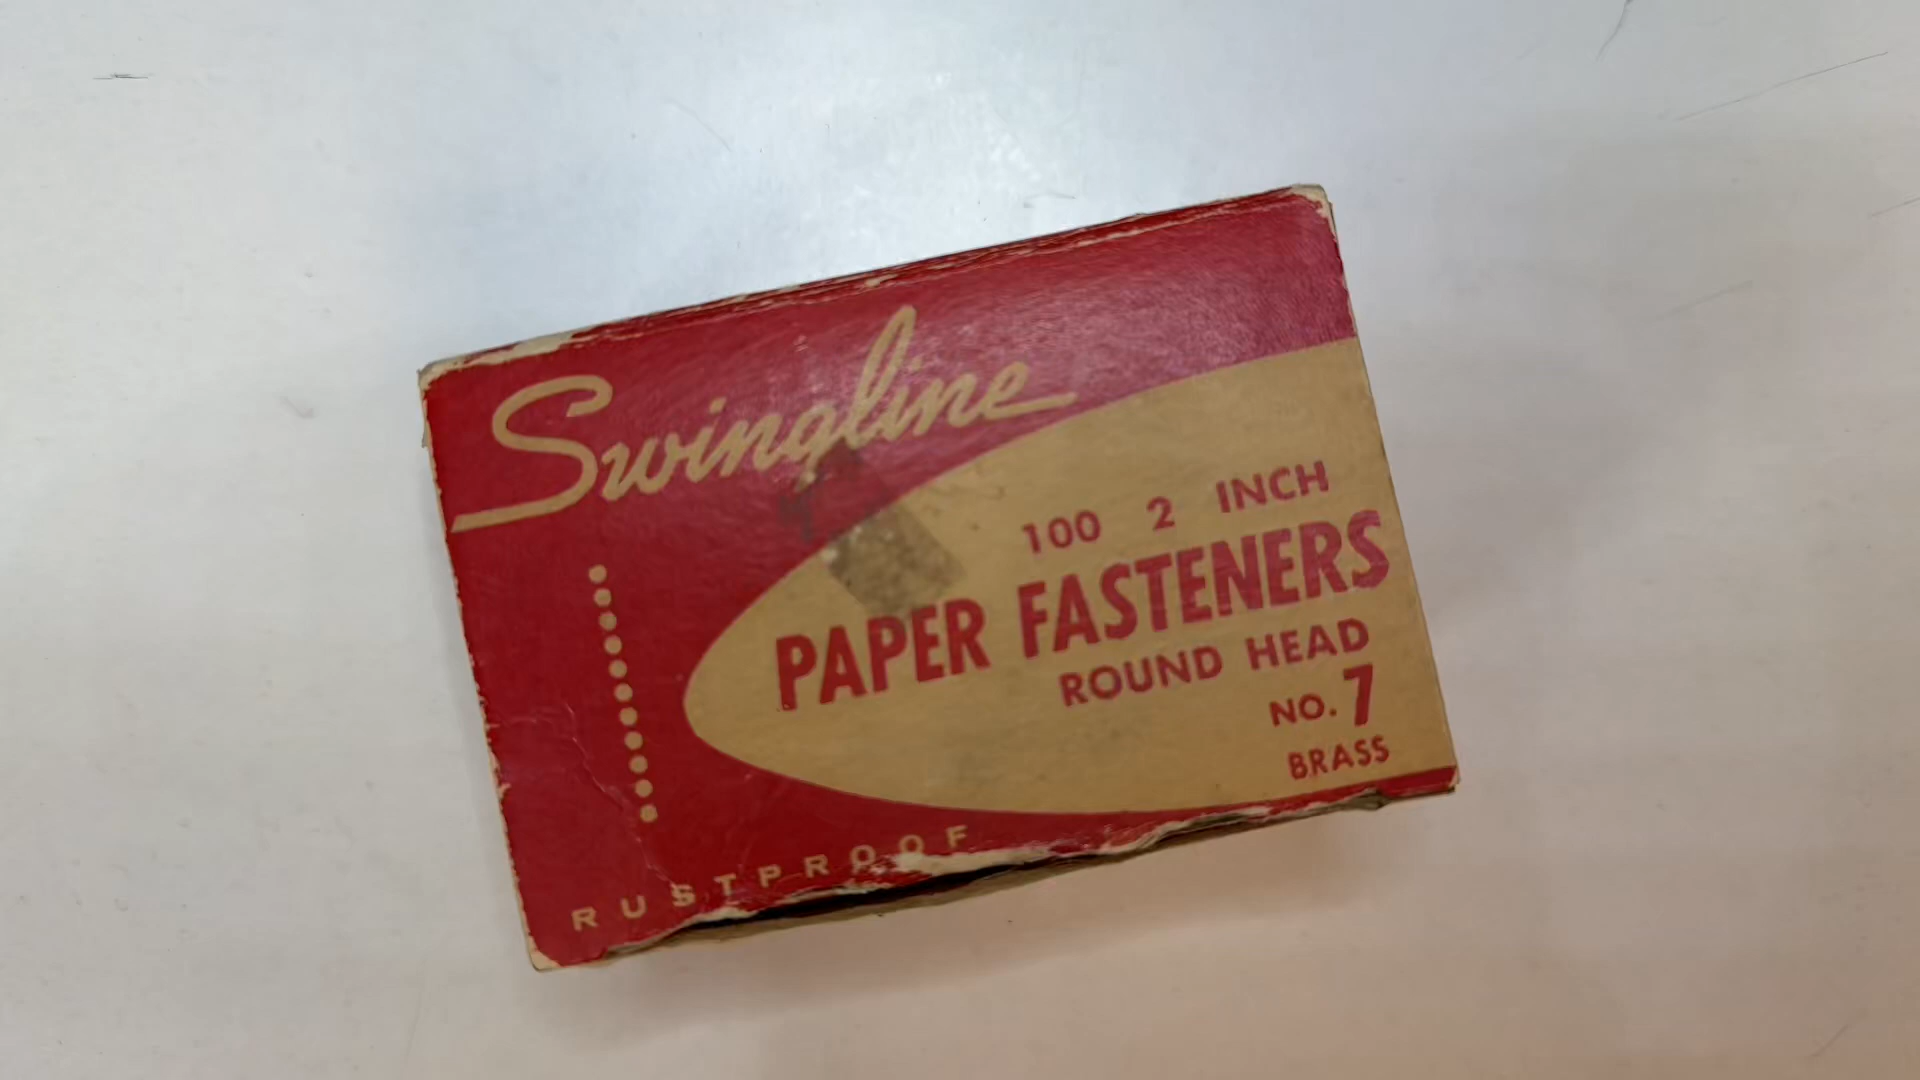 Swingline
100 2 INCH
PAPER FASTENERS
ROUND HEAD
NO. 7
BRASS
RUSTPROOF